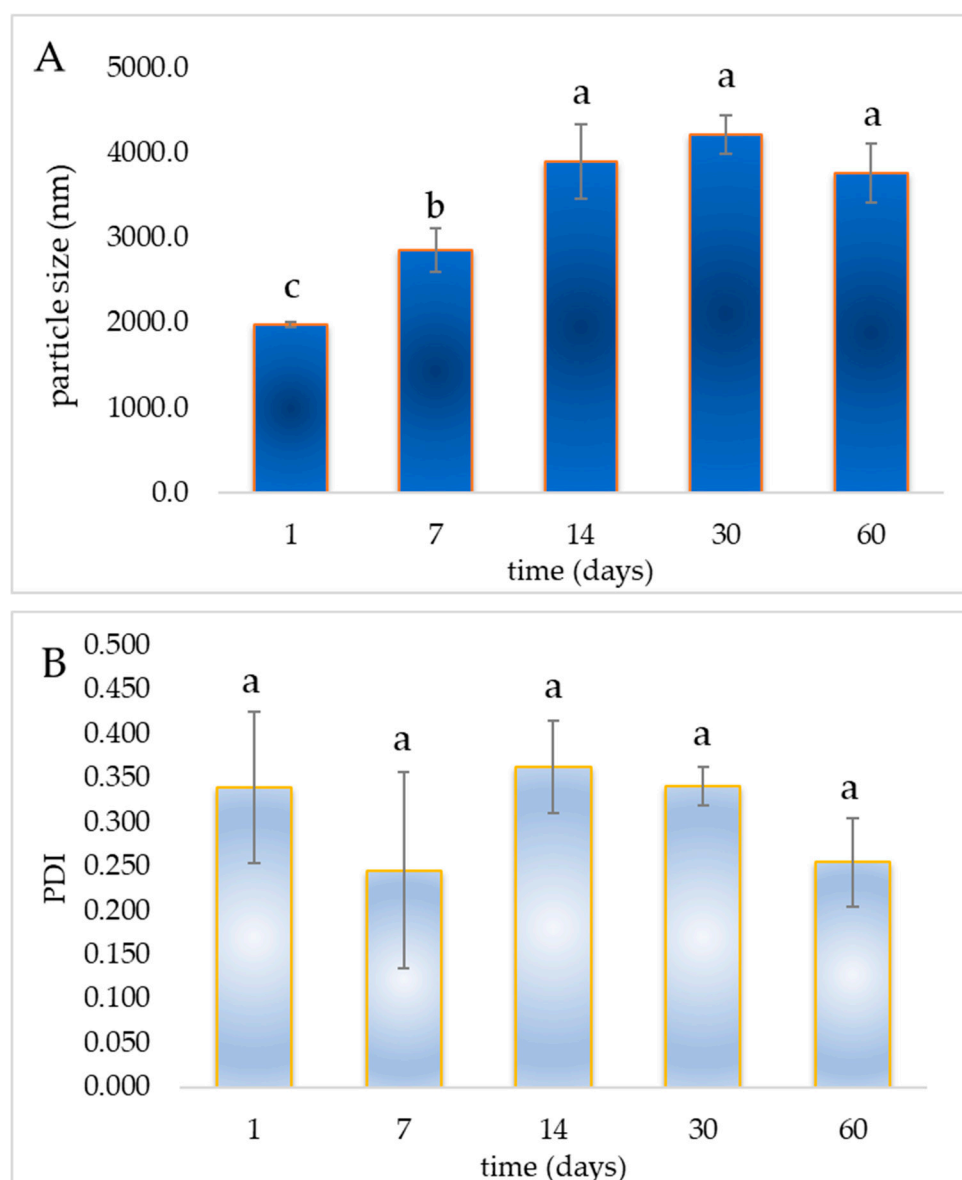 A
5000.0
4000.0
3000.0
2000.0
1000.0
0.0
particle size (nm)
c
b
a
a
a
1 7 14 30 60
time (days)
B
0.500
0.450
0.400
0.350
0.300
0.250
0.200
0.150
0.100
0.050
0.000
PDI
a
a
a
a
a
1 7 14 30 60
time (days)